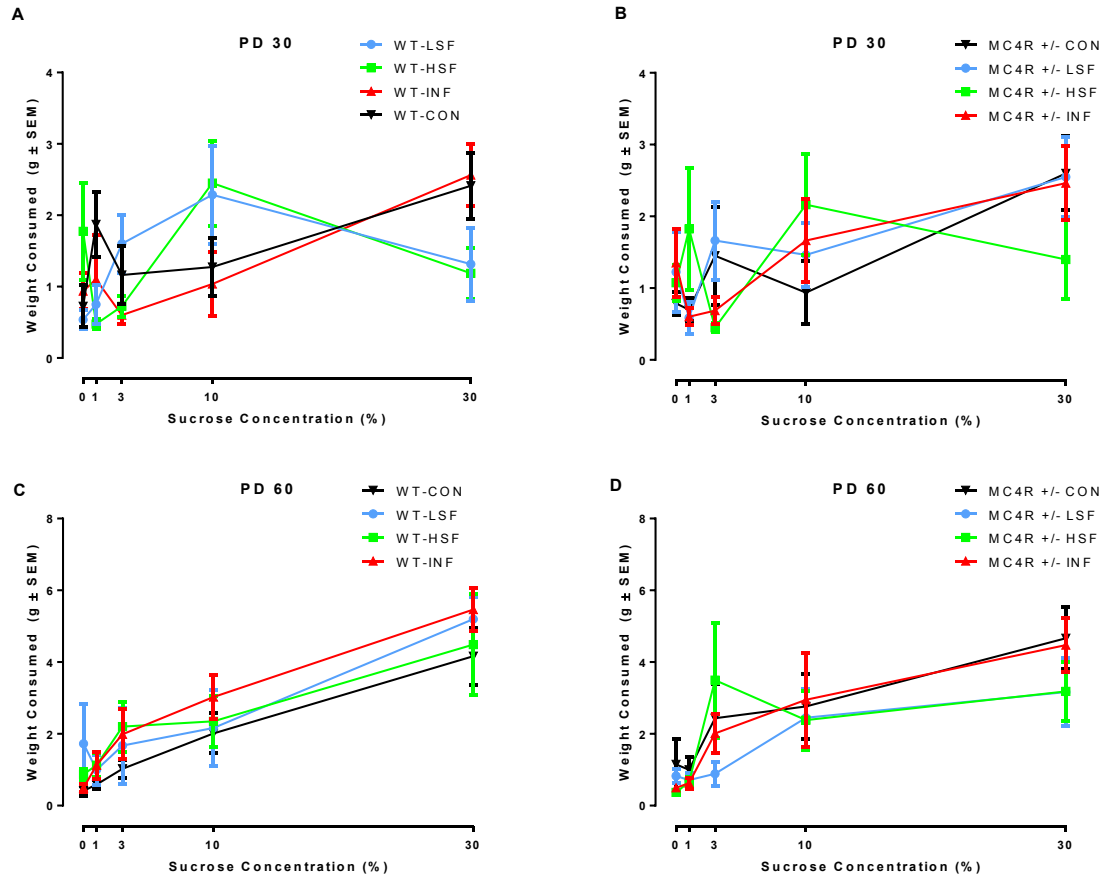 A
PD 30
WT-LSF
WT-HSF
WT-INF
WT-CON
Weight Consumed (g ± SEM)
4
3
2
1
0
0 1 3 10 30
Sucrose Concentration (%)
B
PD 30
MC4R +/- CON
MC4R +/- LSF
MC4R +/- HSF
MC4R +/- INF
Weight Consumed (g ± SEM)
4
3
2
1
0
0 1 3 10 30
Sucrose Concentration (%)
C
PD 60
WT-CON
WT-LSF
WT-HSF
WT-INF
Weight Consumed (g ± SEM)
8
6
4
2
0
0 1 3 10 30
Sucrose Concentration (%)
D
PD 60
MC4R +/- CON
MC4R +/- LSF
MC4R +/- HSF
MC4R +/- INF
Weight Consumed (g ± SEM)
8
6
4
2
0
0 1 3 10 30
Sucrose Concentration (%)